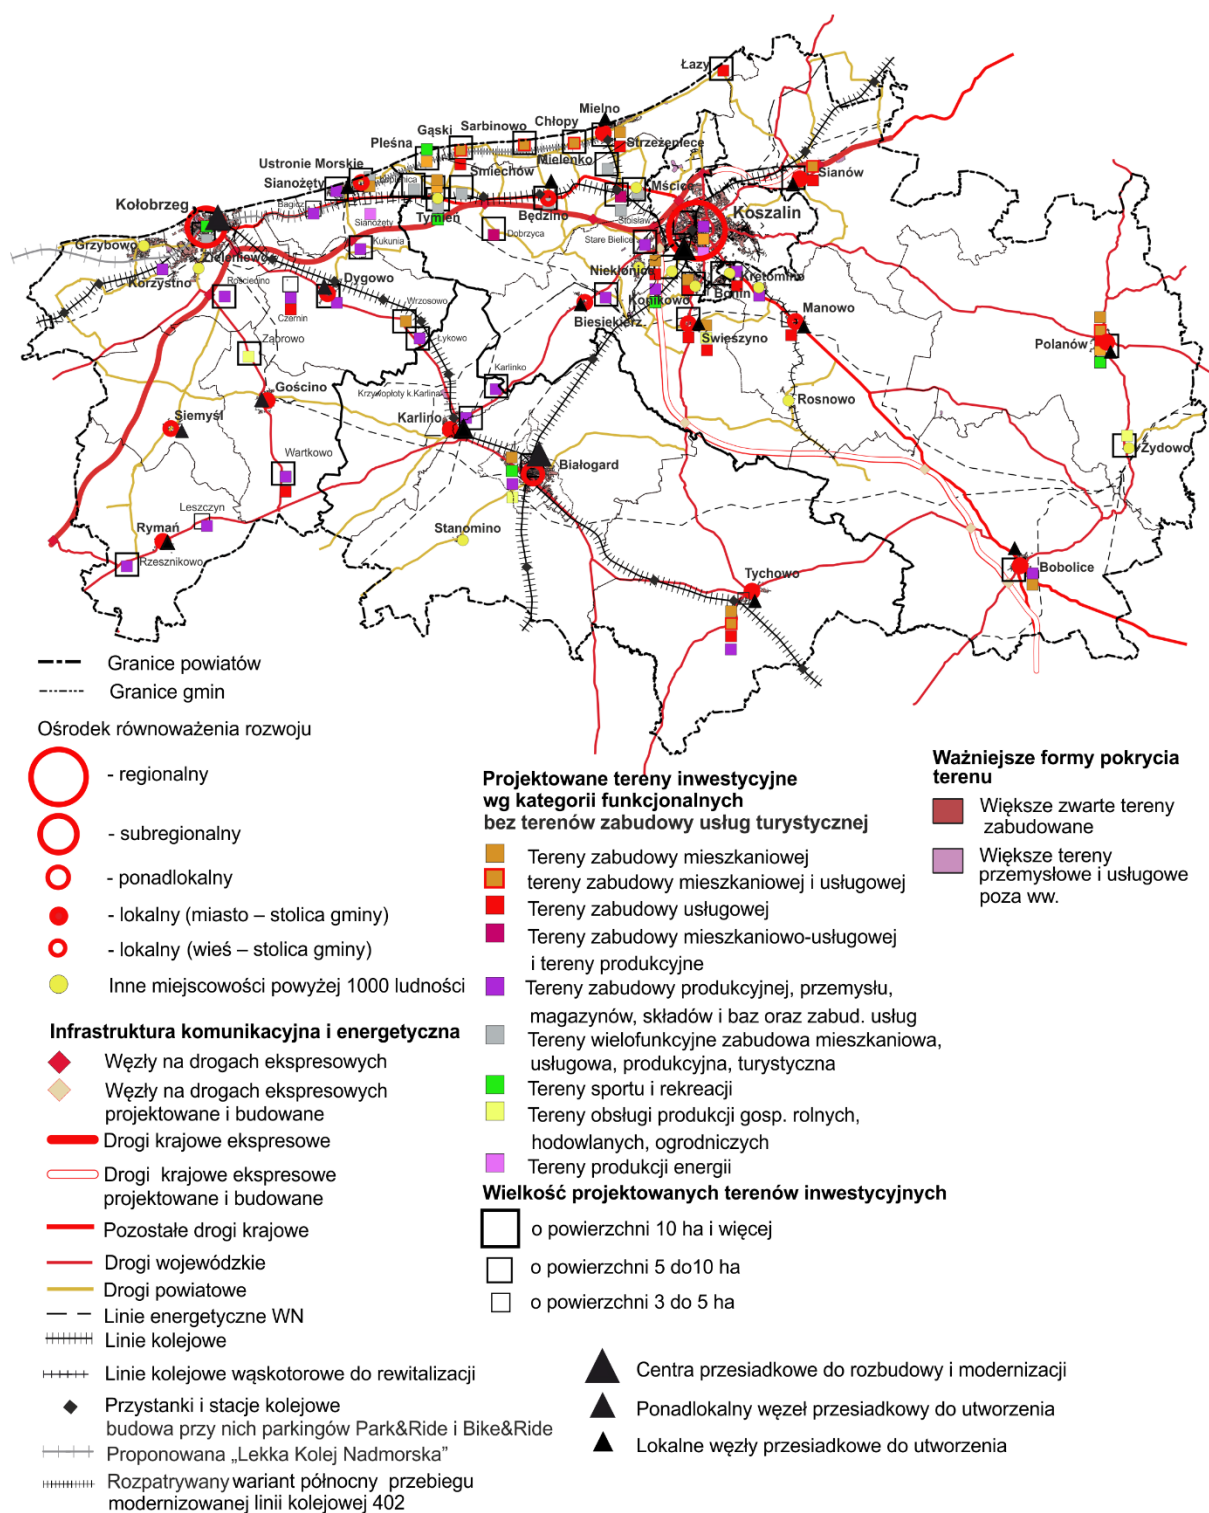 Łazy
Mielno
Chłopy
Sarbinowo
Gąski
Pleśna
Strzeżenice
Śmiechów
Mielenko
Ustronie Morskie
Sianożęty
Mścice
Sianów
Kołobrzeg
Bagicz
Tymień
Będzino
Koszalin
Sianożęty
Dobrzyca
Stare Bielice
Grzybowo
Kukunia
Zieleniewo
Niekłonice
Kretomino
Korzystno
Dygowo
Rościecino
Wrzosowo
Konikowo
Bonin
Manowo
Czernin
Biesiekierz
Łykowo
Świeszyno
Polanów
Ząbrowo
Karlinko
Gościno
Krzywopłoty k.Karlina
Rosnowo
Siemyśl
Karlino
Żydowo
Wartkowo
Białogard
Leszczyn
Rymań
Stanomino
Rzesznikowo
Tychowo
Bobolice
Granice powiatów
Granice gmin
Ośrodek równoważenia rozwoju
- regionalny
- subregionalny
- ponadlokalny
- lokalny (miasto – stolica gminy)
- lokalny (wieś – stolica gminy)
Inne miejscowości powyżej 1000 ludności
Infrastruktura komunikacyjna i energetyczna
Węzły na drogach ekspresowych
Węzły na drogach ekspresowych
projektowane i budowane
Drogi krajowe ekspresowe
Drogi krajowe ekspresowe
projektowane i budowane
Pozostałe drogi krajowe
Drogi wojewódzkie
Drogi powiatowe
Linie energetyczne WN
Linie kolejowe
Linie kolejowe wąskotorowe do rewitalizacji
Przystanki i stacje kolejowe
budowa przy nich parkingów Park&Ride i Bike&Ride
Proponowana „Lekka Kolej Nadmorska”
Rozpatrywany wariant północny przebiegu
modernizowanej linii kolejowej 402
Projektowane tereny inwestycyjne
wg kategorii funkcjonalnych
bez terenów zabudowy usług turystycznej
Tereny zabudowy mieszkaniowej
tereny zabudowy mieszkaniowej i usługowej
Tereny zabudowy usługowej
Tereny zabudowy mieszkaniowo-usługowej
i tereny produkcyjne
Tereny zabudowy produkcyjnej, przemysłu,
magazynów, składów i baz oraz zabud. usług
Tereny wielofunkcyjne zabudowa mieszkaniowa,
usługowa, produkcyjna, turystyczna
Tereny sportu i rekreacji
Tereny obsługi produkcji gosp. rolnych,
hodowlanych, ogrodniczych
Tereny produkcji energii
Wielkość projektowanych terenów inwestycyjnych
o powierzchni 10 ha i więcej
o powierzchni 5 do10 ha
o powierzchni 3 do 5 ha
Centra przesiadkowe do rozbudowy i modernizacji
Ponadlokalny węzeł przesiadkowy do utworzenia
Lokalne węzły przesiadkowe do utworzenia
Ważniejsze formy pokrycia
terenu
Większe zwarte tereny
zabudowane
Większe tereny
przemysłowe i usługowe
poza ww.